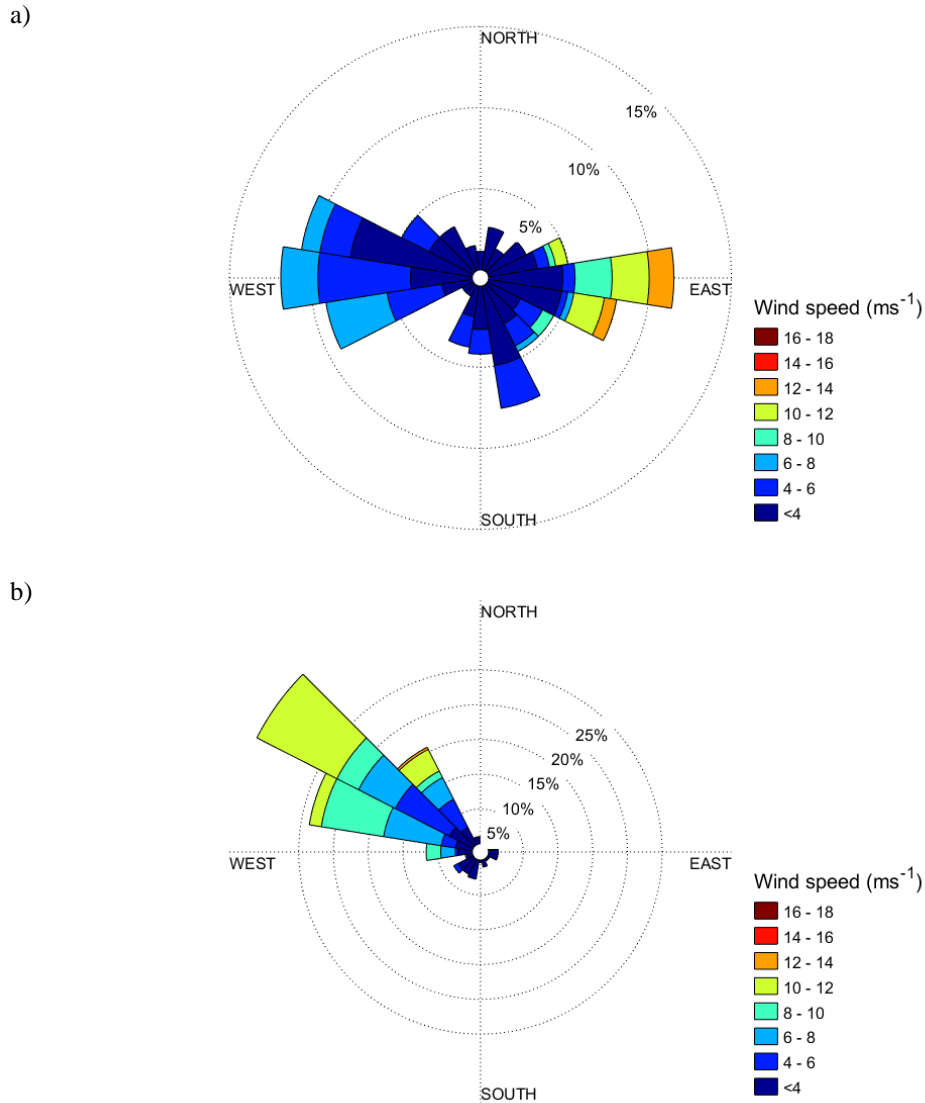 a)
NORTH
15%
10%
5%
WEST
EAST
SOUTH
Wind speed (ms-1)
16 - 18
14 - 16
12 - 14
10 - 12
8 - 10
6 - 8
4 - 6
<4
b)
NORTH
25%
20%
15%
10%
5%
WEST
EAST
SOUTH
Wind speed (ms-1)
16 - 18
14 - 16
12 - 14
10 - 12
8 - 10
6 - 8
4 - 6
<4